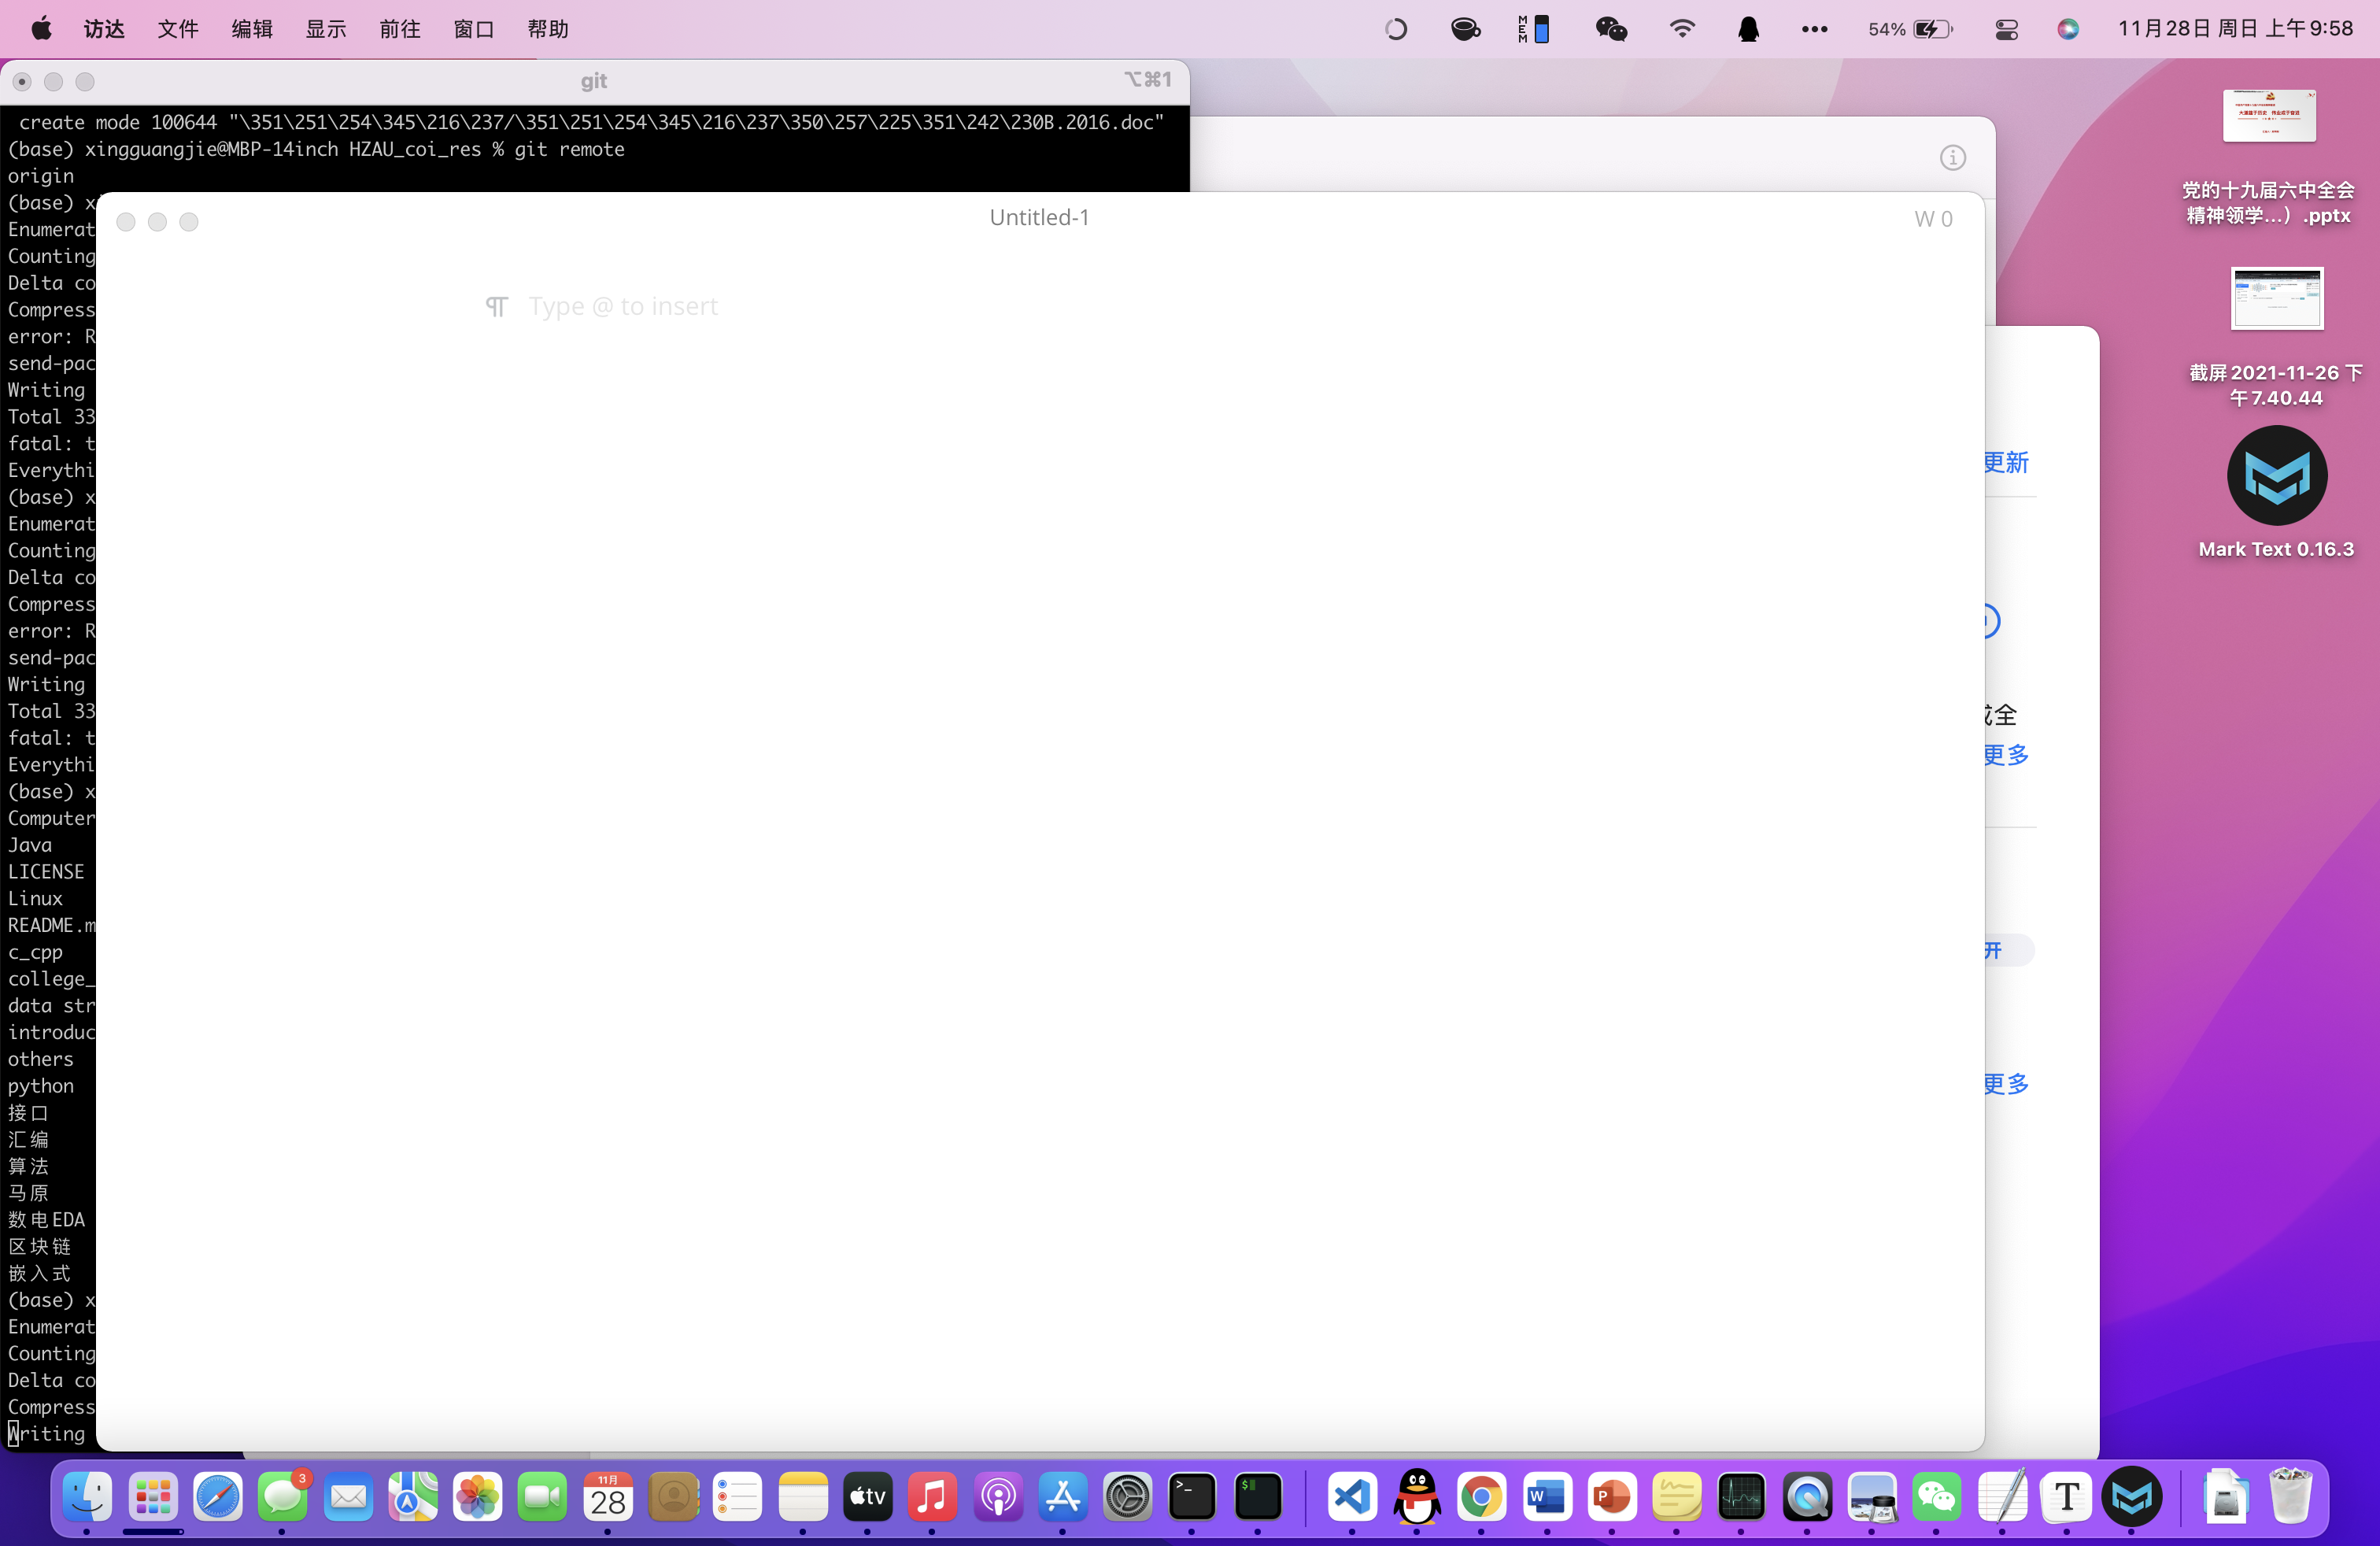 访达 文件 编辑 显示 前往 窗口 帮助
MEM
54%
11月28日 周日 上午9:58
git
⌥⌘1
create mode 100644 "\351\251\254\345\216\237/\351\251\254\345\216\237\350\257\225\351\242\230B.2016.doc"
(base) xingguangjie@MBP-14inch HZAU_coi_res % git remote
origin
(base) x
Enumerat
Counting
Delta co
Compress
error: R
send-pac
Writing
Total 33
fatal: t
Everythi
(base) x
Enumerat
Counting
Delta co
Compress
error: R
send-pac
Writing
Total 33
fatal: t
Everythi
(base) x
Computer
Java
LICENSE
Linux
README.m
c_cpp
college_
data str
introduc
others
python
接口
汇编
算法
马原
数电EDA
区块链
嵌入式
(base) x
Enumerat
Counting
Delta co
Compress
Writing
Untitled-1
W 0
Type @ to insert
更新
全
更多
开
更多
党的十九届六中全会
精神领学...）.pptx
截屏2021-11-26 下
午7.40.44
Mark Text 0.16.3
3
11月
28
tv
>_
$
W
P
T